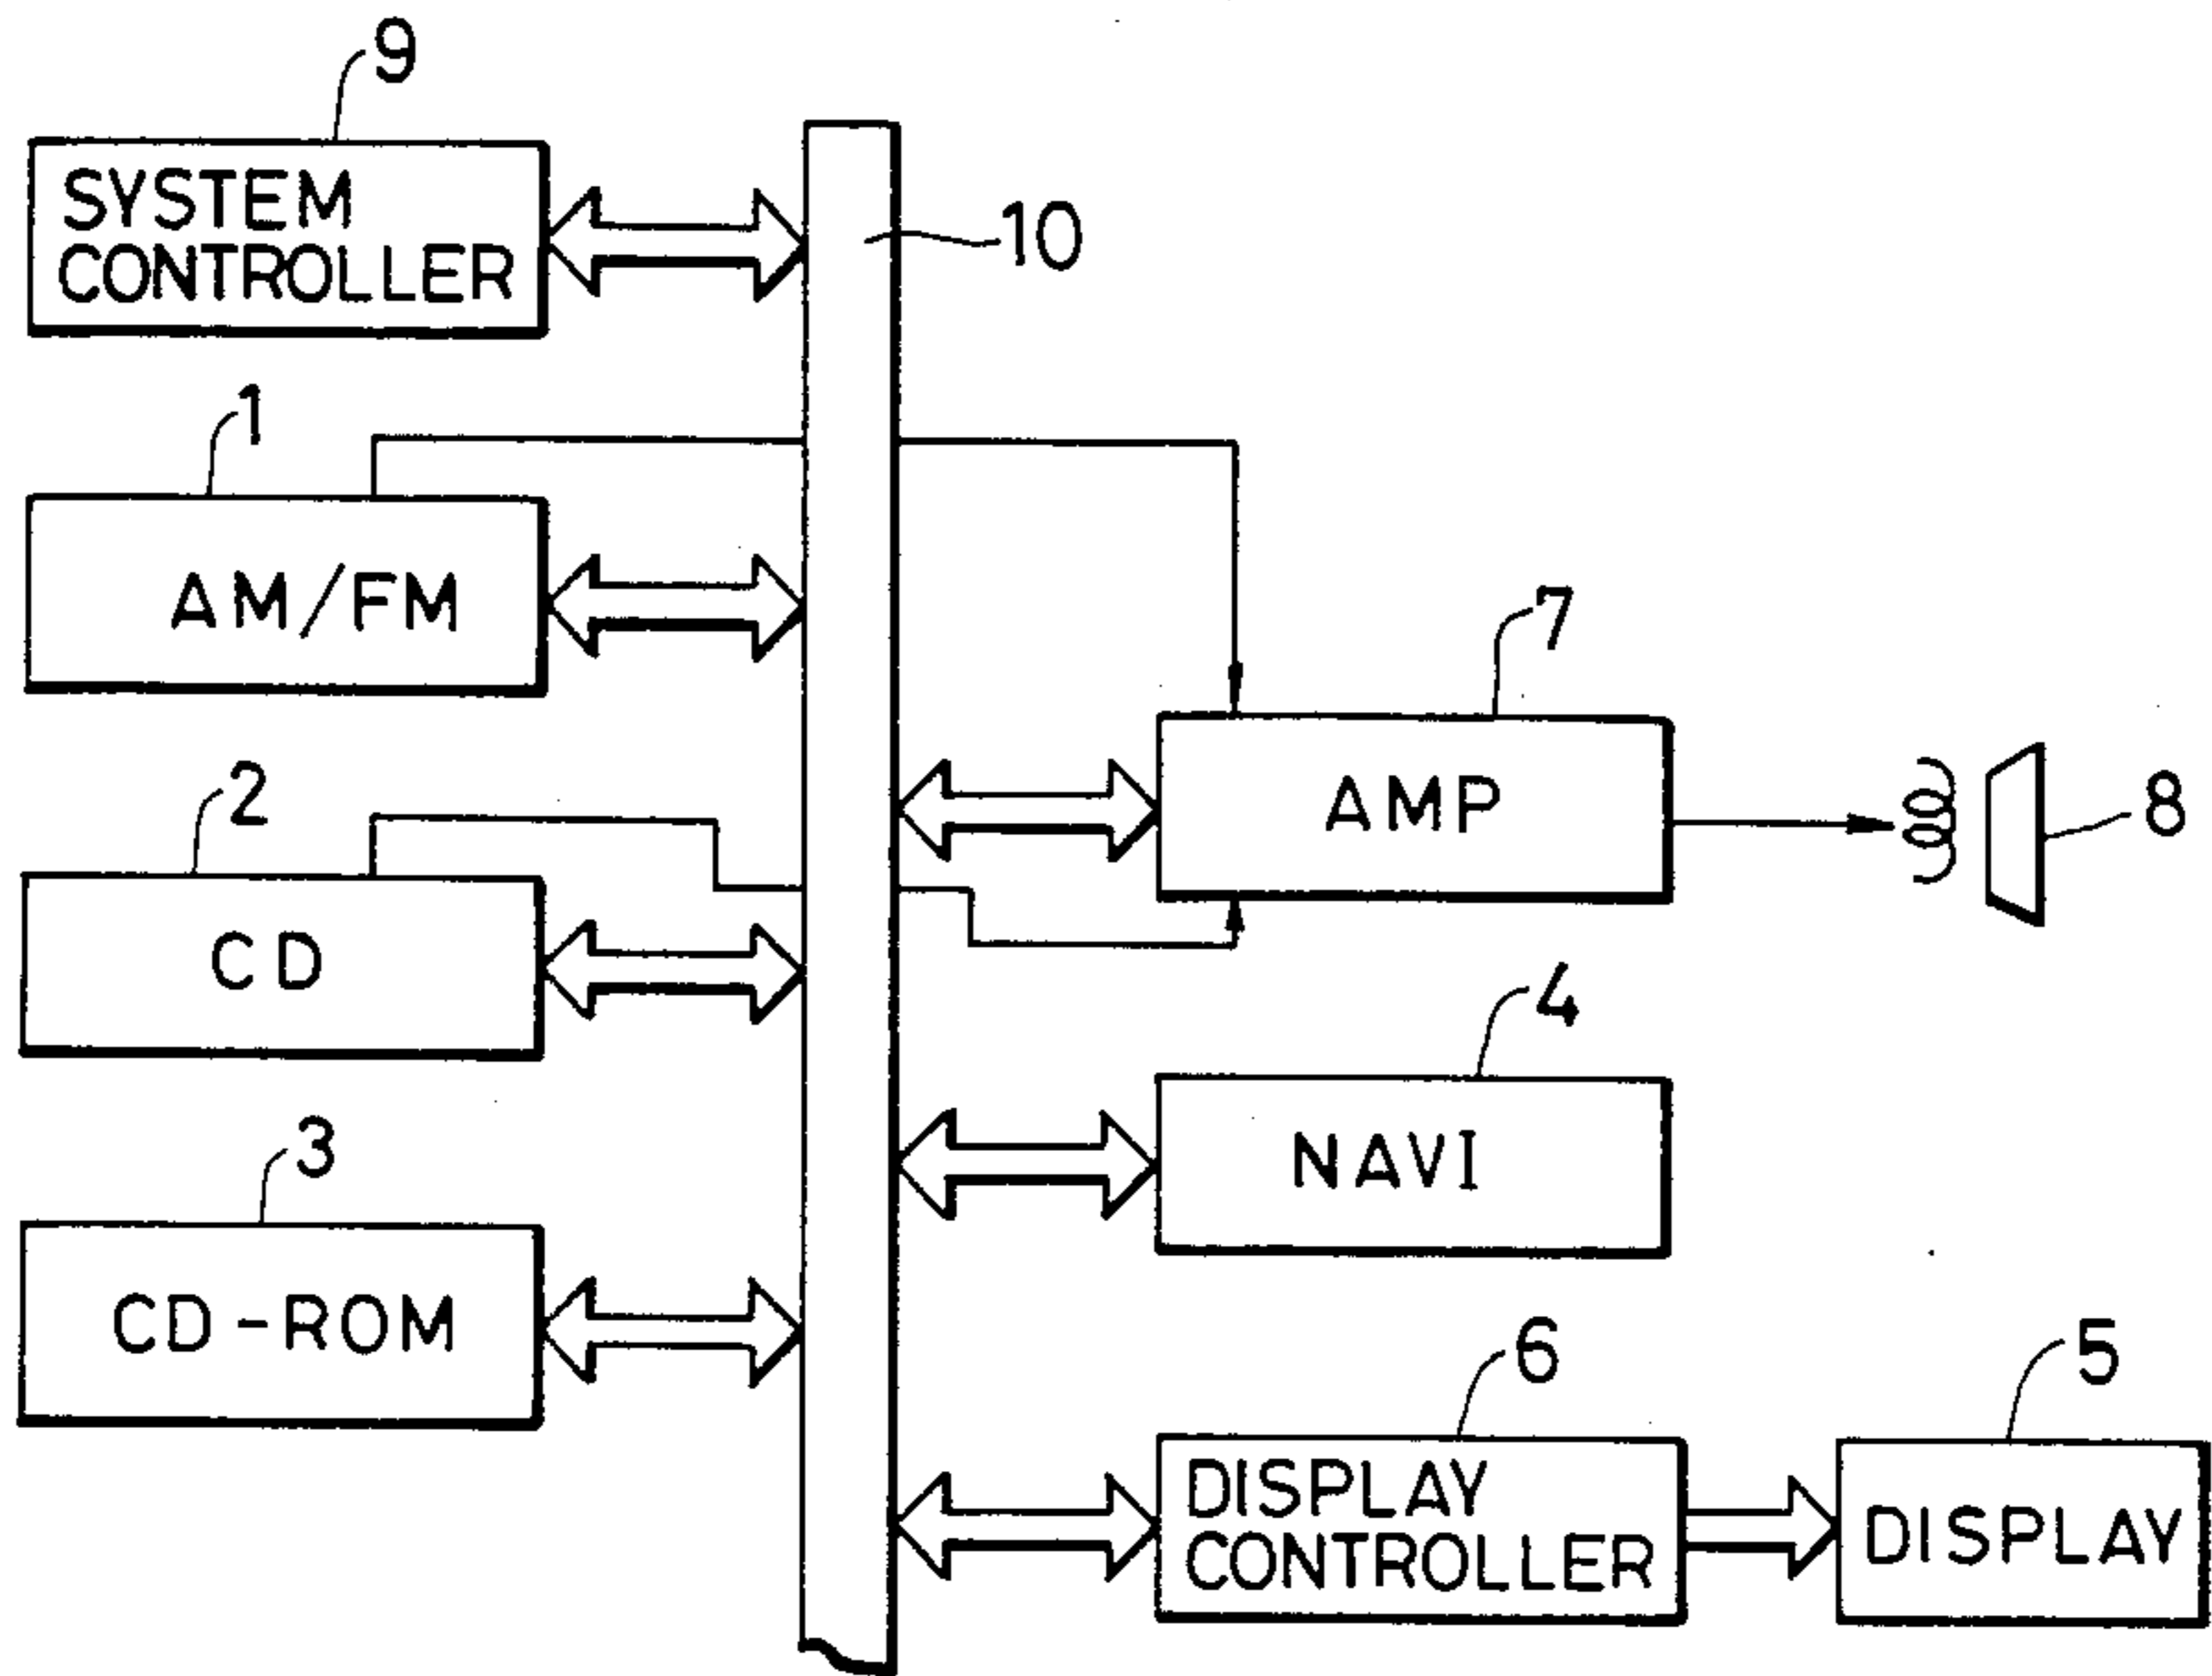 9
SYSTEM
CONTROLLER
10
1
AM/FM
7
AMP
8
2
CD
4
NAVI
3
CD-ROM
6
DISPLAY
CONTROLLER
5
DISPLAY